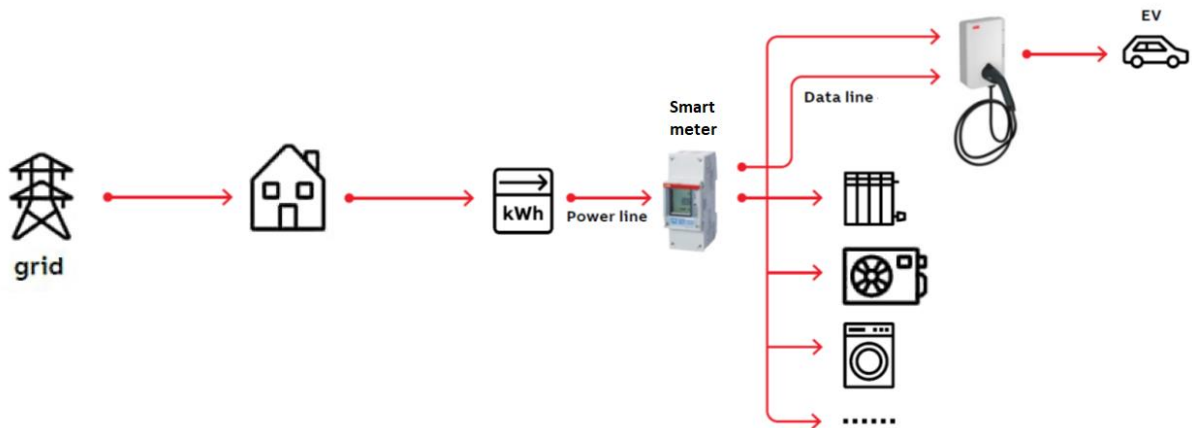 EV
Data line
Smart
meter
kWh
Power line
grid
......